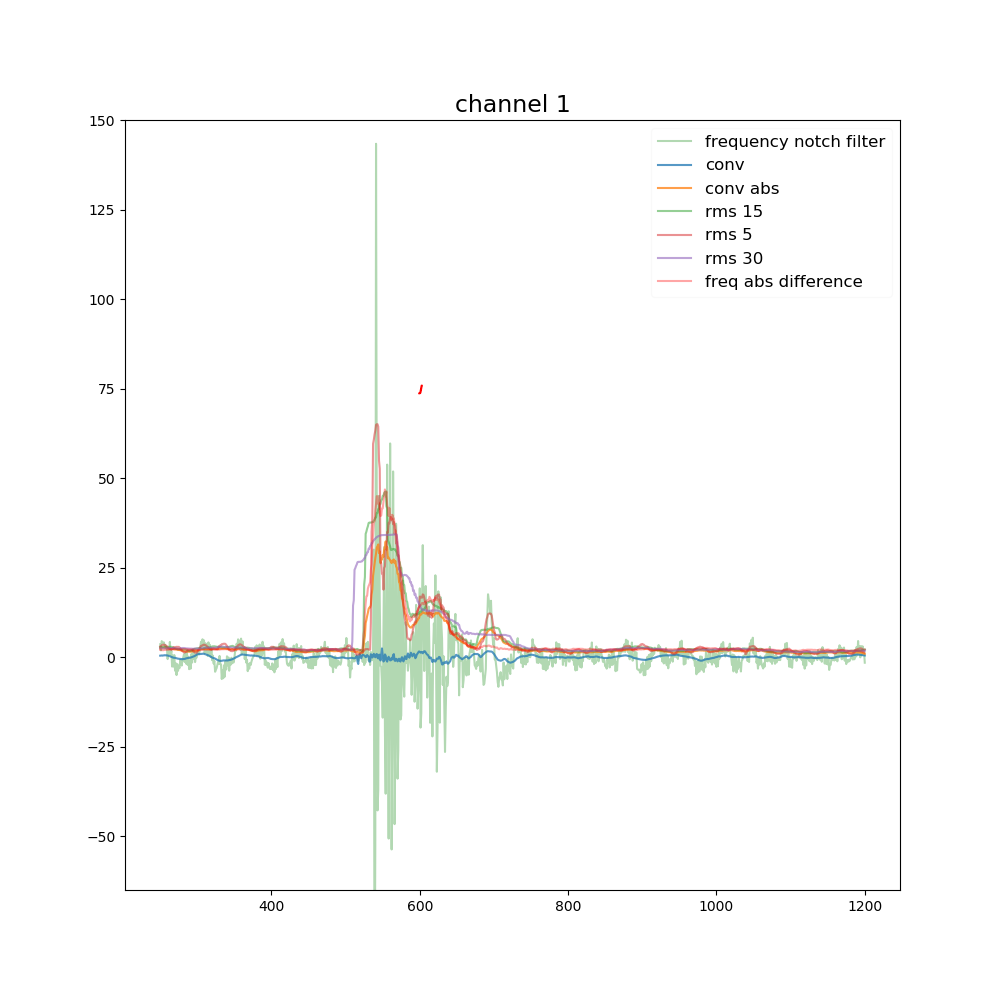 channel 1
150
125
100
75
50
25
0
−25
−50
400 600 800 1000 1200
frequency notch filter
conv
conv abs
rms 15
rms 5
rms 30
freq abs difference